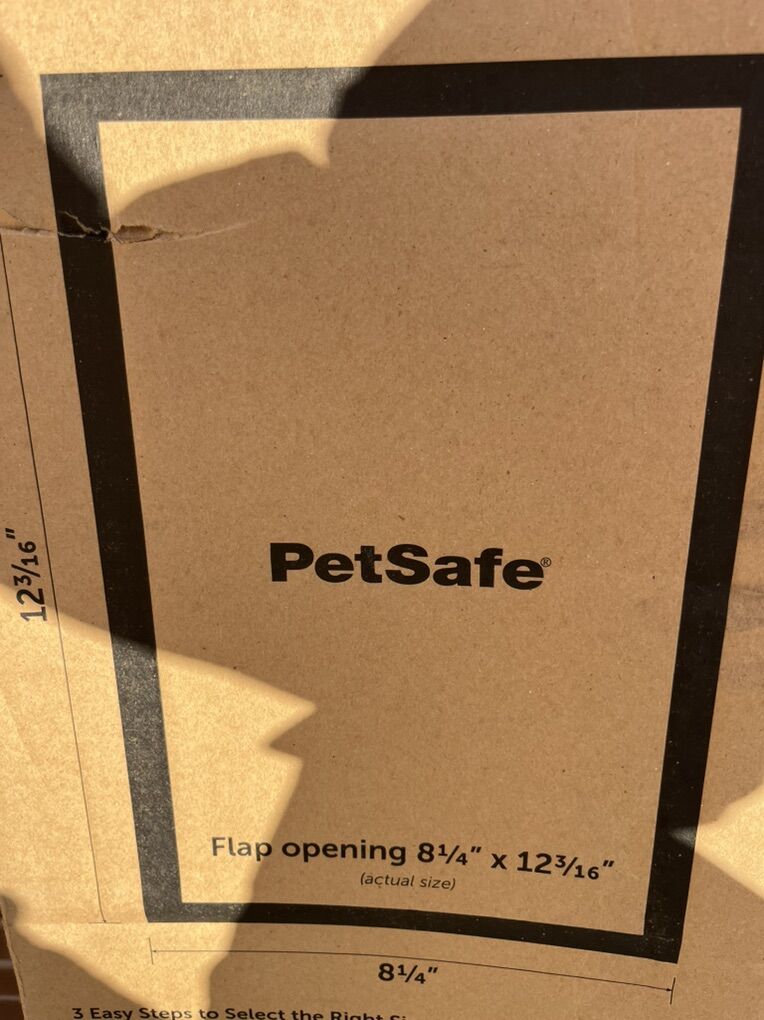 12³/₁₆"
PetSafe®
Flap opening 8¼" x 12³/₁₆"
(actual size)
8¼"
3 Easy Steps to Select the Right